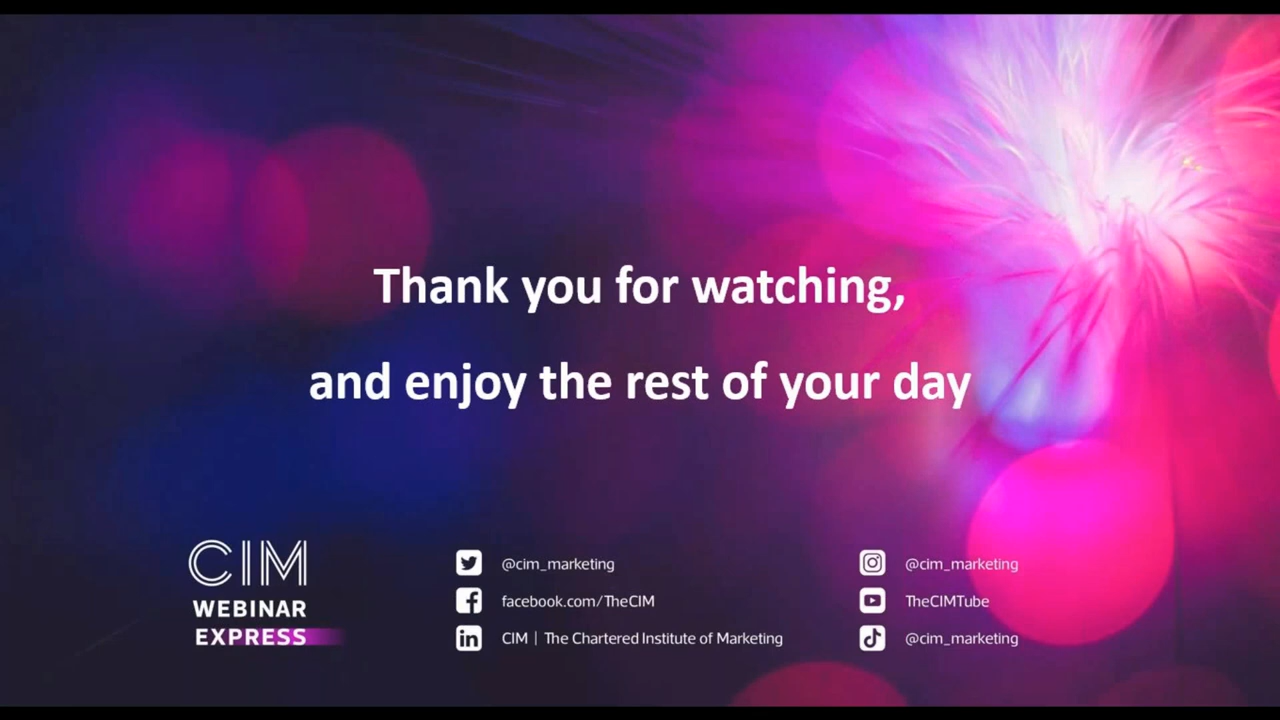 Thank you for watching,
and enjoy the rest of your day
CIM
WEBINAR
EXPRESS
@cim_marketing
facebook.com/TheCIM
CIM | The Chartered Institute of Marketing
@cim_marketing
TheCIMTube
@cim_marketing